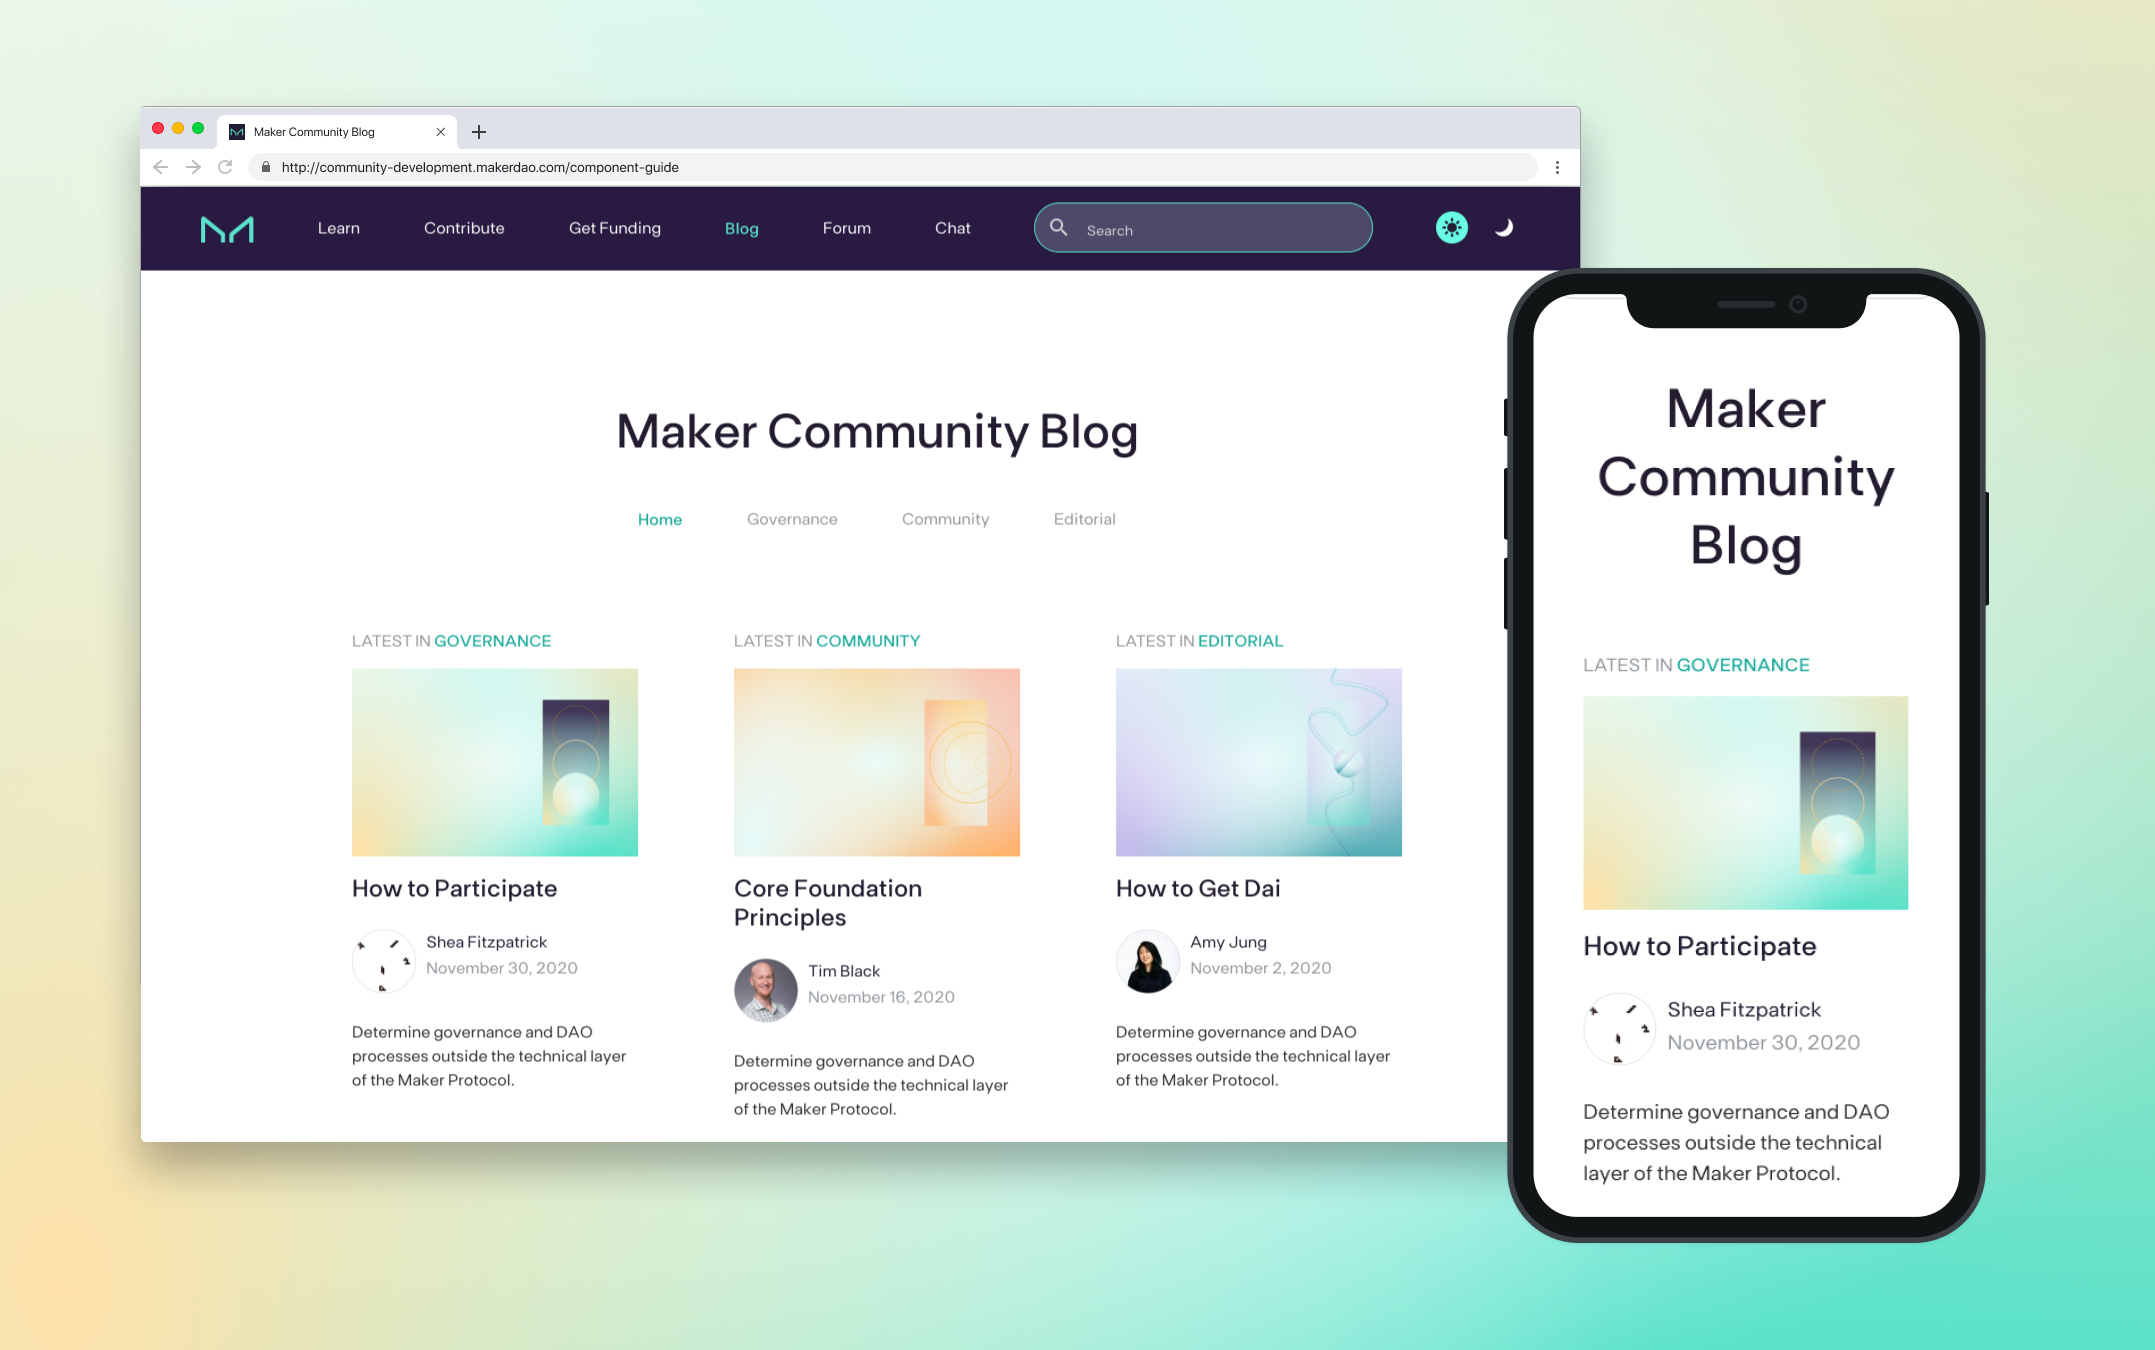 Maker Community Blog
http://community-development.makerdao.com/component-guide
Learn Contribute Get Funding Blog Forum Chat Search
Maker Community Blog
Home Governance Community Editorial
LATEST IN GOVERNANCE
How to Participate
Shea Fitzpatrick
November 30, 2020
Determine governance and DAO
processes outside the technical layer
of the Maker Protocol.
LATEST IN COMMUNITY
Core Foundation
Principles
Tim Black
November 16, 2020
Determine governance and DAO
processes outside the technical layer
of the Maker Protocol.
LATEST IN EDITORIAL
How to Get Dai
Amy Jung
November 2, 2020
Determine governance and DAO
processes outside the technical layer
of the Maker Protocol.
Maker
Community
Blog
LATEST IN GOVERNANCE
How to Participate
Shea Fitzpatrick
November 30, 2020
Determine governance and DAO
processes outside the technical
layer of the Maker Protocol.